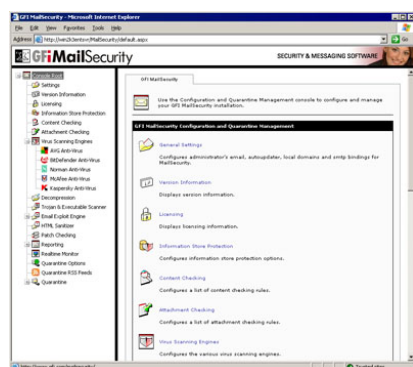 GFI MailSecurity - Microsoft Internet Explorer
File Edit View Favorites Tools Help
Address http://win2k3entsvr/MailSecurity/default.aspx Go
GFiMailSecurity
SECURITY & MESSAGING SOFTWARE
Console Root
Settings
Version Information
Licensing
Information Store Protection
Content Checking
Attachment Checking
Virus Scanning Engines
AVG Anti-Virus
BitDefender Anti-Virus
Norman Anti-Virus
McAfee Anti-Virus
Kaspersky Anti-Virus
Decompression
Trojan & Executable Scanner
Email Exploit Engine
HTML Sanitizer
Patch Checking
Reporting
Realtime Monitor
Quarantine Options
Quarantine RSS Feeds
Quarantine
GFI MailSecurity
Use the Configuration and Quarantine Management console to configure and manage
your GFI MailSecurity installation.
GFI MailSecurity Configuration and Quarantine Management
General Settings
Configures administrator's email, autoupdater, local domains and smtp bindings for
MailSecurity.
Version Information
Displays version information.
Licensing
Displays licensing information.
Information Store Protection
Configures information store protection options.
Content Checking
Configures a list of content checking rules.
Attachment Checking
Configures a list of attachment checking rules.
Virus Scanning Engines
Configures the various virus scanning engines.
Trusted sites